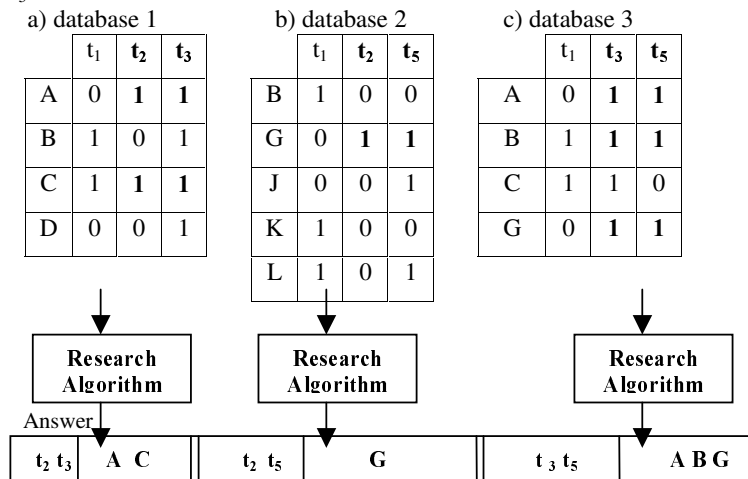 a) database 1 b) database 2 c) database 3
t₁ t₂ t₃ t₁ t₂ t₅ t₁ t₃ t₅
A 0 1 1 B 1 0 0 A 0 1 1
B 1 0 1 G 0 1 1 B 1 1 1
C 1 1 1 J 0 0 1 C 1 1 0
D 0 0 1 K 1 0 0 G 0 1 1
L 1 0 1
Research Research Research
Algorithm Algorithm Algorithm
Answer
t₂ t₃ A C t₂ t₅ G t₃ t₅ A B G